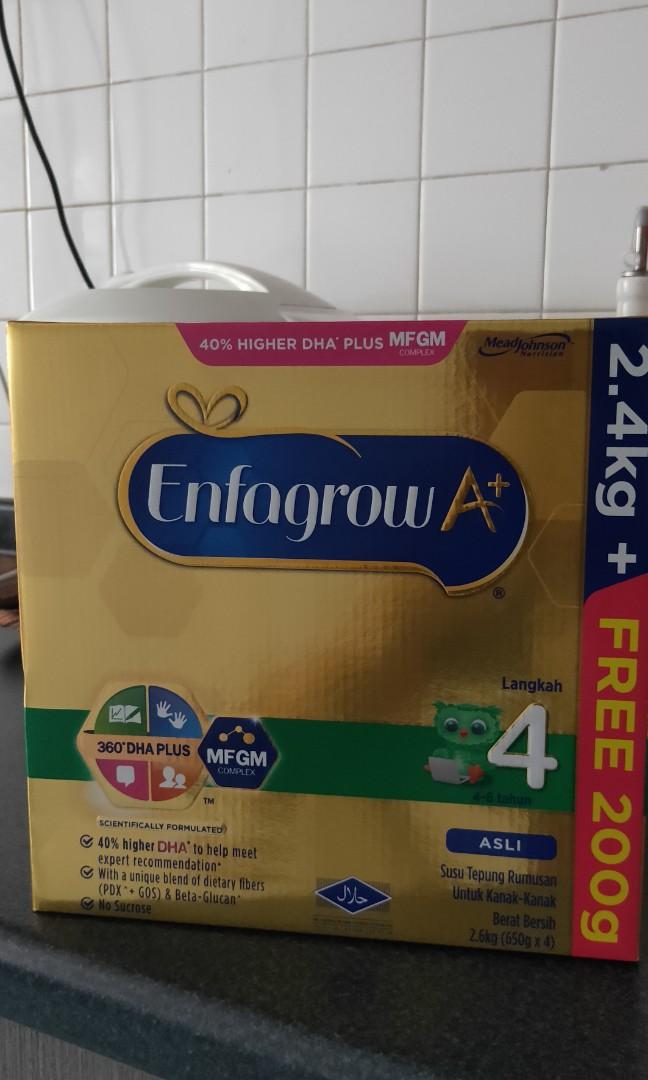 40% HIGHER DHA* PLUS MFGM
COMPLEX
MeadJohnson™
Nutrition
Enfagrow A+
®
2.4kg + FREE 200g
Langkah
4
4-6 tahun
360°DHA PLUS
MFGM
COMPLEX
TM
SCIENTIFICALLY FORMULATED
40% higher DHA* to help meet
expert recommendation+
With a unique blend of dietary fibers
(PDX^+ GOS) & Beta-Glucan^
No Sucrose
حلال
ASLI
Susu Tepung Rumusan
Untuk Kanak-Kanak
Berat Bersih
2.6kg (650g x 4)